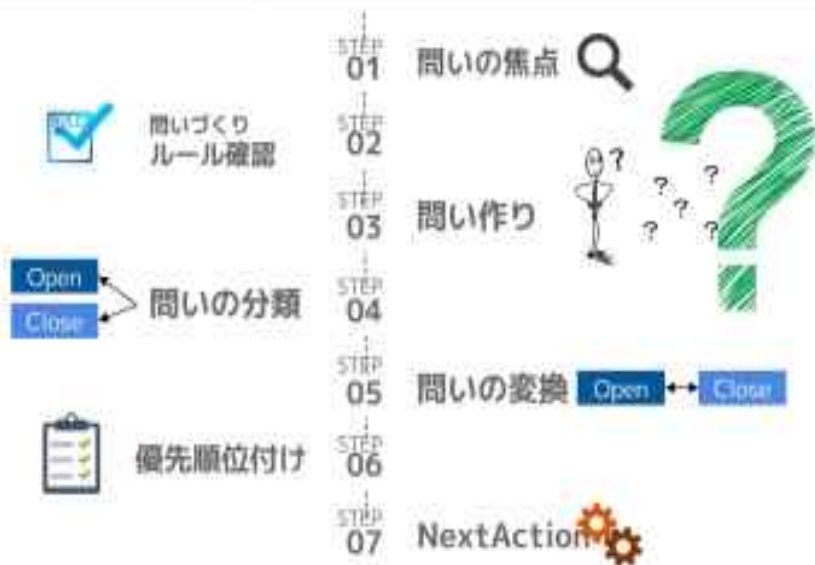 STEP
01
問いの焦点
問いづくり
ルール確認
STEP
02
STEP
03
問い作り
?
?
?
?
?
?
?
Open
Close
問いの分類
STEP
04
STEP
05
問いの変換
Open
Close
優先順位付け
STEP
06
STEP
07
NextAction